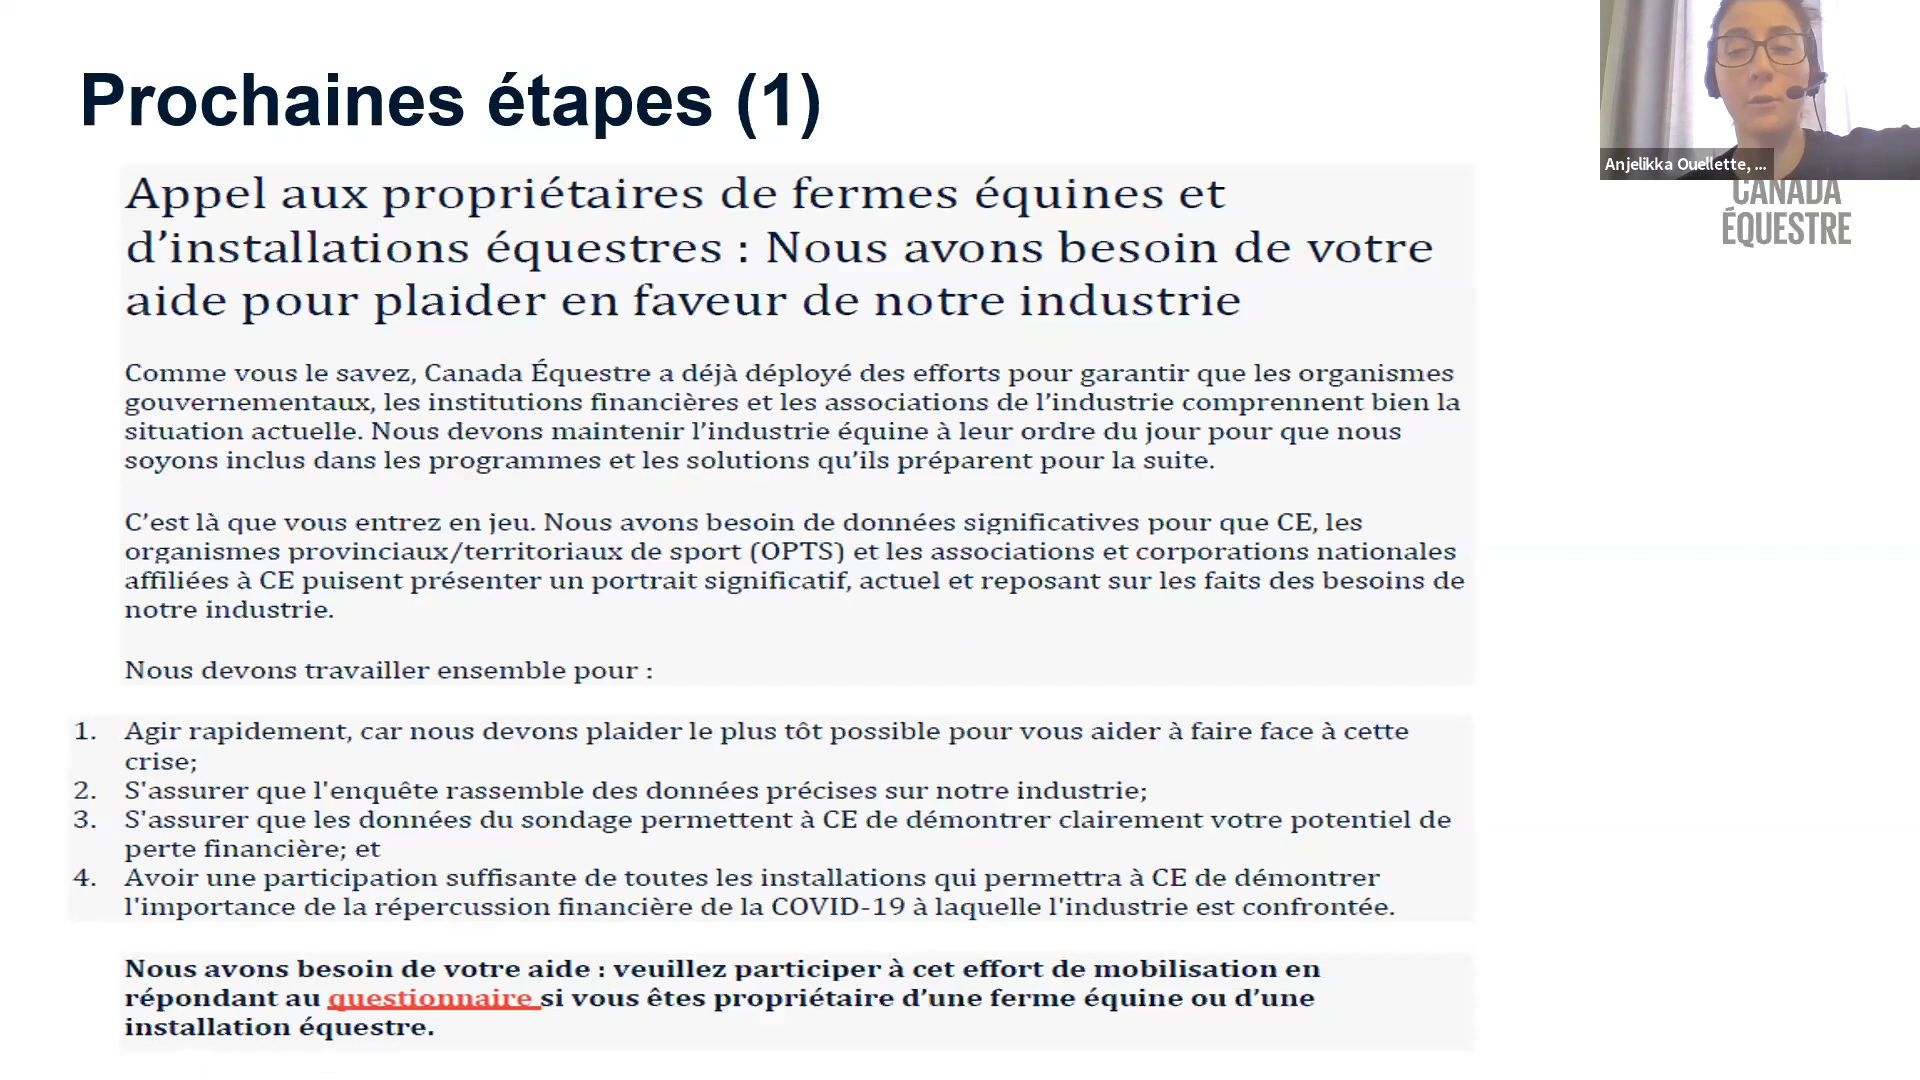 Prochaines étapes (1)
Anjelikka Ouellette, ...
CANADA
ÉQUESTRE
Appel aux propriétaires de fermes équines et
d’installations équestres : Nous avons besoin de votre
aide pour plaider en faveur de notre industrie
Comme vous le savez, Canada Équestre a déjà déployé des efforts pour garantir que les organismes
gouvernementaux, les institutions financières et les associations de l’industrie comprennent bien la
situation actuelle. Nous devons maintenir l’industrie équine à leur ordre du jour pour que nous
soyons inclus dans les programmes et les solutions qu’ils préparent pour la suite.
C’est là que vous entrez en jeu. Nous avons besoin de données significatives pour que CE, les
organismes provinciaux/territoriaux de sport (OPTS) et les associations et corporations nationales
affiliées à CE puisent présenter un portrait significatif, actuel et reposant sur les faits des besoins de
notre industrie.
Nous devons travailler ensemble pour :
1. Agir rapidement, car nous devons plaider le plus tôt possible pour vous aider à faire face à cette
crise;
2. S'assurer que l'enquête rassemble des données précises sur notre industrie;
3. S'assurer que les données du sondage permettent à CE de démontrer clairement votre potentiel de
perte financière; et
4. Avoir une participation suffisante de toutes les installations qui permettra à CE de démontrer
l'importance de la répercussion financière de la COVID-19 à laquelle l'industrie est confrontée.
Nous avons besoin de votre aide : veuillez participer à cet effort de mobilisation en
répondant au questionnaire si vous êtes propriétaire d’une ferme équine ou d’une
installation équestre.